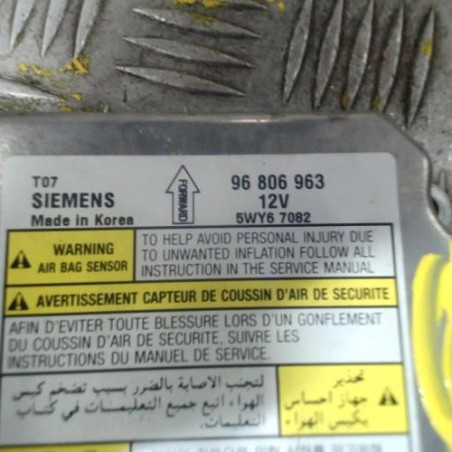 T07
SIEMENS
Made in Korea
FORWARD
96 806 963
12V
5WY6 7082
WARNING
AIR BAG SENSOR
TO HELP AVOID PERSONAL INJURY DUE
TO UNWANTED INFLATION FOLLOW ALL
INSTRUCTION IN THE SERVICE MANUAL
AVERTISSEMENT CAPTEUR DE COUSSIN D'AIR DE SECURITE
AFIN D'EVITER TOUTE BLESSURE LORS D'UN GONFLEMENT
DU COUSSIN D'AIR DE SECURITE, SUIVRE LES
INSTRUCTIONS DU MANUEL DE SERVICE.
تحذير
جهاز احساس
بكيس الهواء
لتجنب الاصابة بالضرر بسبب تضخم كيس
الهواء اتبع جميع التعليمات في كتاب
التعليمات.